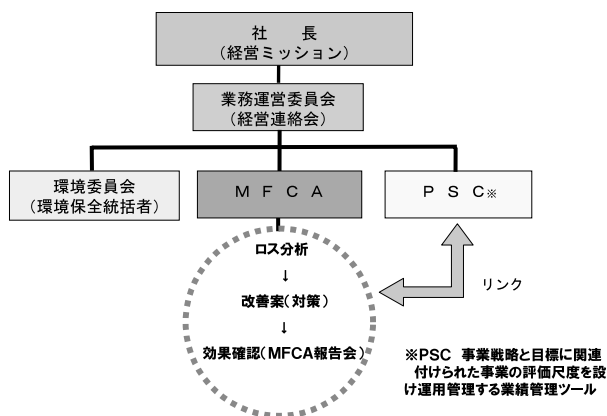 社　長
（経営ミッション）
業務運営委員会
（経営連絡会）
環境委員会
（環境保全統括者）
ＭＦＣＡ
ＰＳＣ※
ロス分析
↓
改善案（対策）
↓
効果確認（MFCA報告会）
リンク
※PSC　事業戦略と目標に関連
付けられた事業の評価尺度を設
け運用管理する業績管理ツール